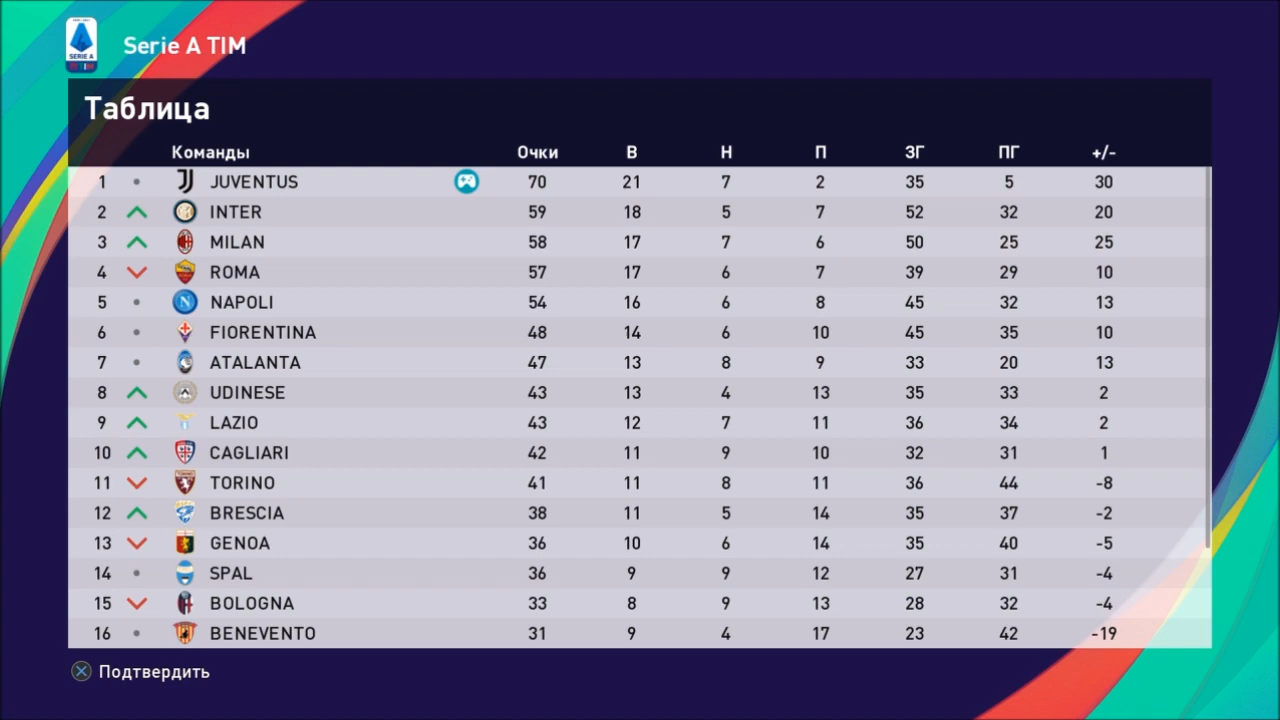 SERIE A
TIM
Serie A TIM
Таблица
Команды Очки В Н П ЗГ ПГ +/-
1 JUVENTUS 70 21 7 2 35 5 30
2 INTER 59 18 5 7 52 32 20
3 MILAN 58 17 7 6 50 25 25
4 ROMA 57 17 6 7 39 29 10
5 N NAPOLI 54 16 6 8 45 32 13
6 FIORENTINA 48 14 6 10 45 35 10
7 ATALANTA 47 13 8 9 33 20 13
8 UDINESE 43 13 4 13 35 33 2
9 LAZIO 43 12 7 11 36 34 2
10 CAGLIARI 42 11 9 10 32 31 1
11 TORINO 41 11 8 11 36 44 -8
12 BRESCIA 38 11 5 14 35 37 -2
13 GENOA 36 10 6 14 35 40 -5
14 SPAL 36 9 9 12 27 31 -4
15 BOLOGNA 33 8 9 13 28 32 -4
16 BENEVENTO 31 9 4 17 23 42 -19
Подтвердить